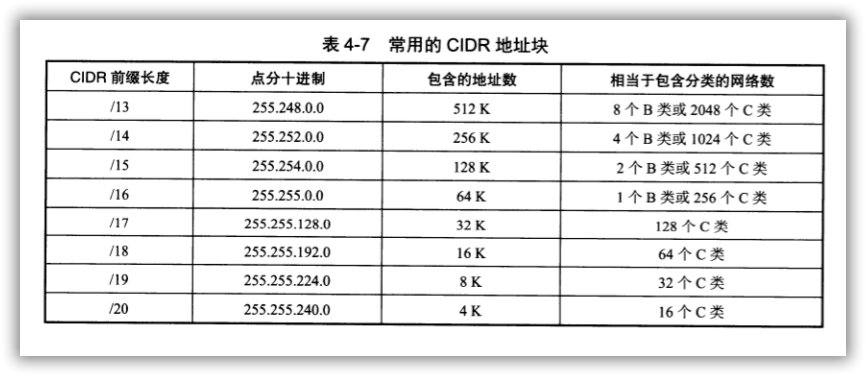 表 4-7 常用的 CIDR 地址块
CIDR 前缀长度 点分十进制 包含的地址数 相当于包含分类的网络数
/13 255.248.0.0 512 K 8 个 B 类或 2048 个 C 类
/14 255.252.0.0 256 K 4 个 B 类或 1024 个 C 类
/15 255.254.0.0 128 K 2 个 B 类或 512 个 C 类
/16 255.255.0.0 64 K 1 个 B 类或 256 个 C 类
/17 255.255.128.0 32 K 128 个 C 类
/18 255.255.192.0 16 K 64 个 C 类
/19 255.255.224.0 8 K 32 个 C 类
/20 255.255.240.0 4 K 16 个 C 类